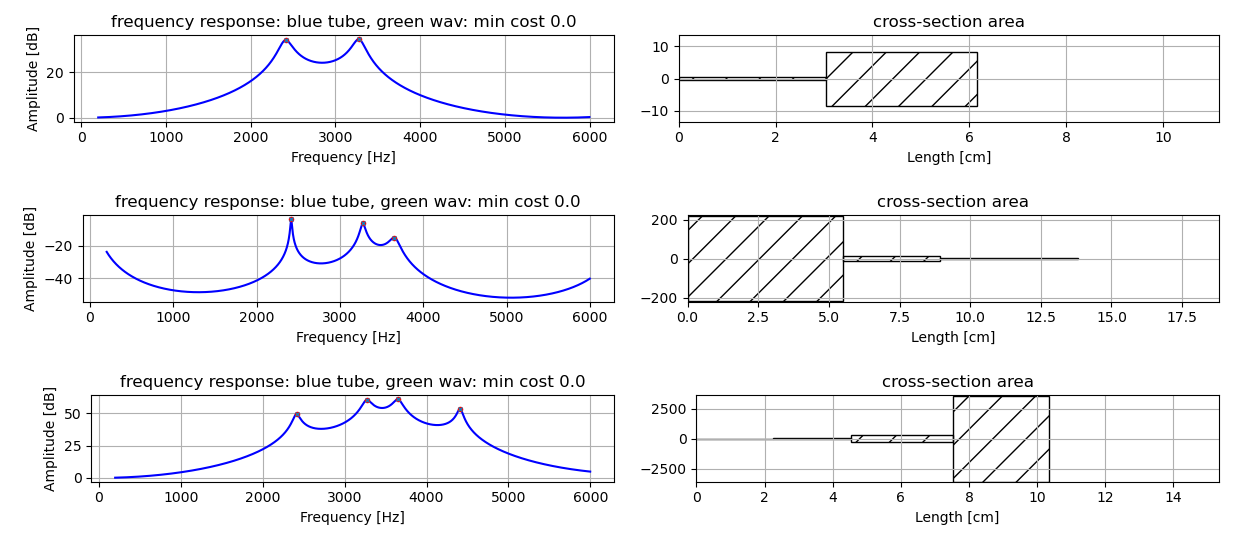 frequency response: blue tube, green wav: min cost 0.0
Amplitude [dB]
20
0
0 1000 2000 3000 4000 5000 6000
Frequency [Hz]
cross-section area
10
0
−10
0 2 4 6 8 10
Length [cm]
frequency response: blue tube, green wav: min cost 0.0
Amplitude [dB]
−20
−40
0 1000 2000 3000 4000 5000 6000
Frequency [Hz]
cross-section area
200
0
−200
0.0 2.5 5.0 7.5 10.0 12.5 15.0 17.5
Length [cm]
frequency response: blue tube, green wav: min cost 0.0
Amplitude [dB]
50
25
0
0 1000 2000 3000 4000 5000 6000
Frequency [Hz]
cross-section area
2500
0
−2500
0 2 4 6 8 10 12 14
Length [cm]